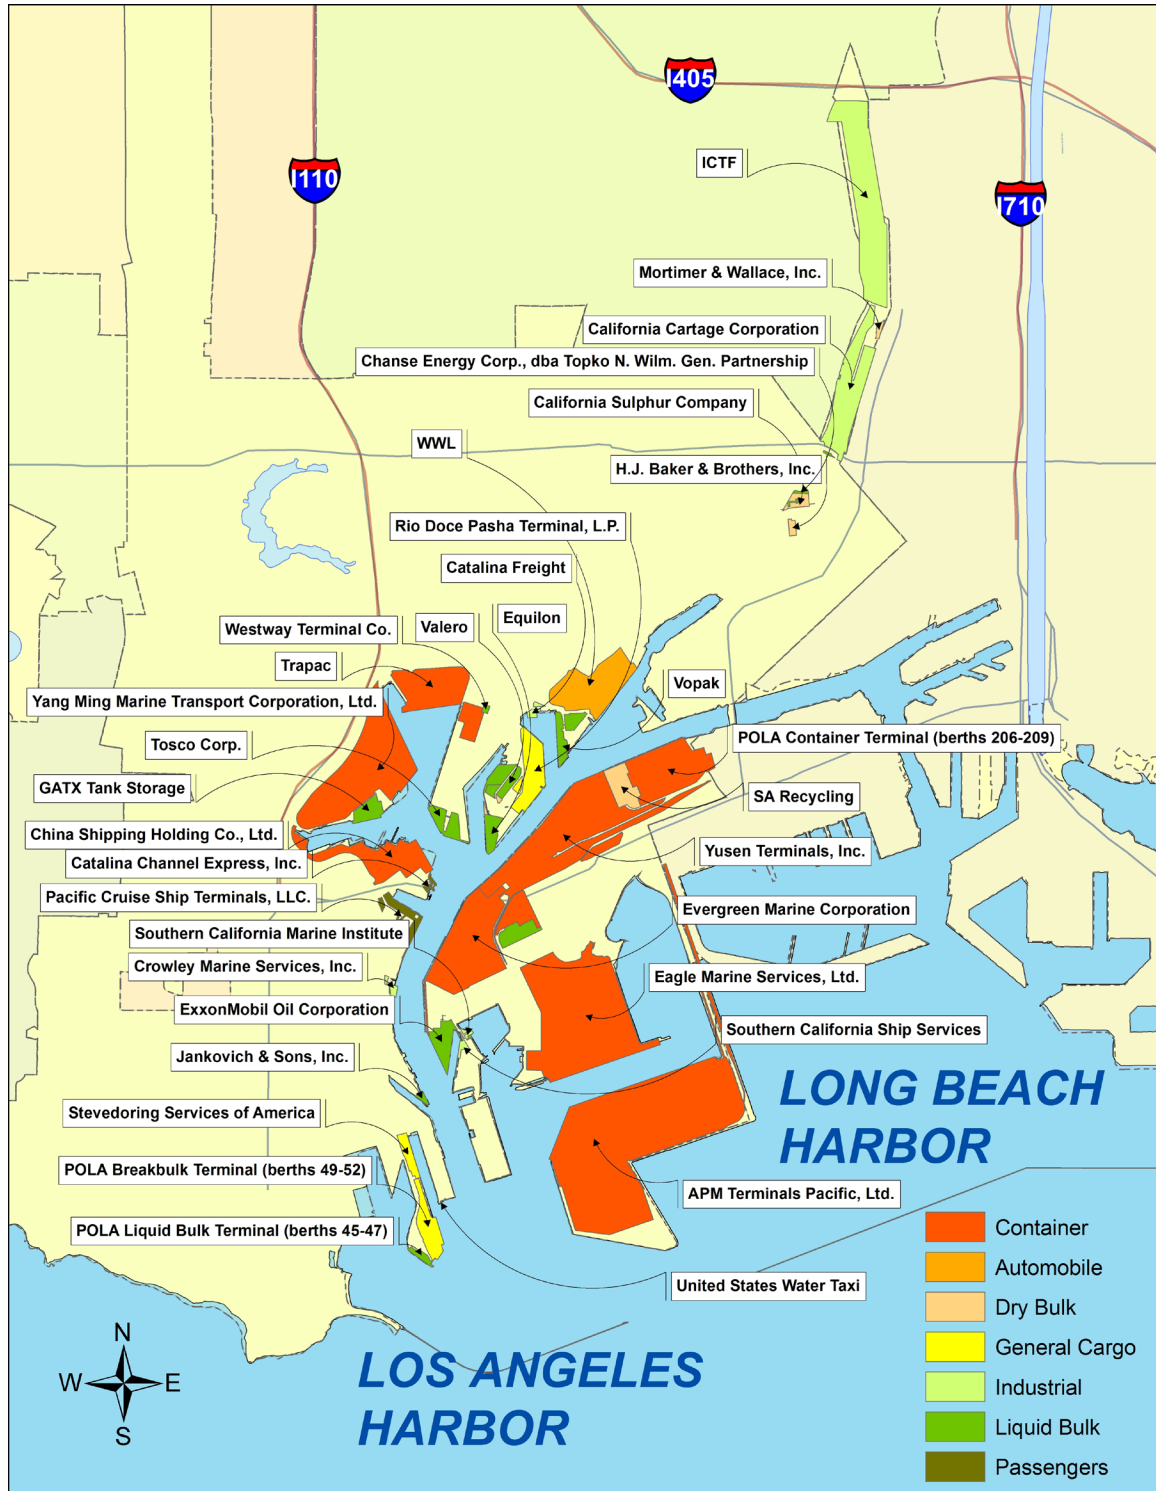 I405
I110
ICTF
I710
Mortimer & Wallace, Inc.
California Cartage Corporation
Chanse Energy Corp., dba Topko N. Wilm. Gen. Partnership
California Sulphur Company
WWL
H.J. Baker & Brothers, Inc.
Rio Doce Pasha Terminal, L.P.
Catalina Freight
Equilon
Valero
Westway Terminal Co.
Trapac
Vopak
Yang Ming Marine Transport Corporation, Ltd.
POLA Container Terminal (berths 206-209)
Tosco Corp.
GATX Tank Storage
SA Recycling
China Shipping Holding Co., Ltd.
Yusen Terminals, Inc.
Catalina Channel Express, Inc.
Pacific Cruise Ship Terminals, LLC.
Evergreen Marine Corporation
Southern California Marine Institute
Crowley Marine Services, Inc.
Eagle Marine Services, Ltd.
ExxonMobil Oil Corporation
Southern California Ship Services
Jankovich & Sons, Inc.
LONG BEACH
HARBOR
Stevedoring Services of America
POLA Breakbulk Terminal (berths 49-52)
APM Terminals Pacific, Ltd.
POLA Liquid Bulk Terminal (berths 45-47)
United States Water Taxi
Container
Automobile
Dry Bulk
General Cargo
Industrial
Liquid Bulk
Passengers
N
W E
S
LOS ANGELES
HARBOR